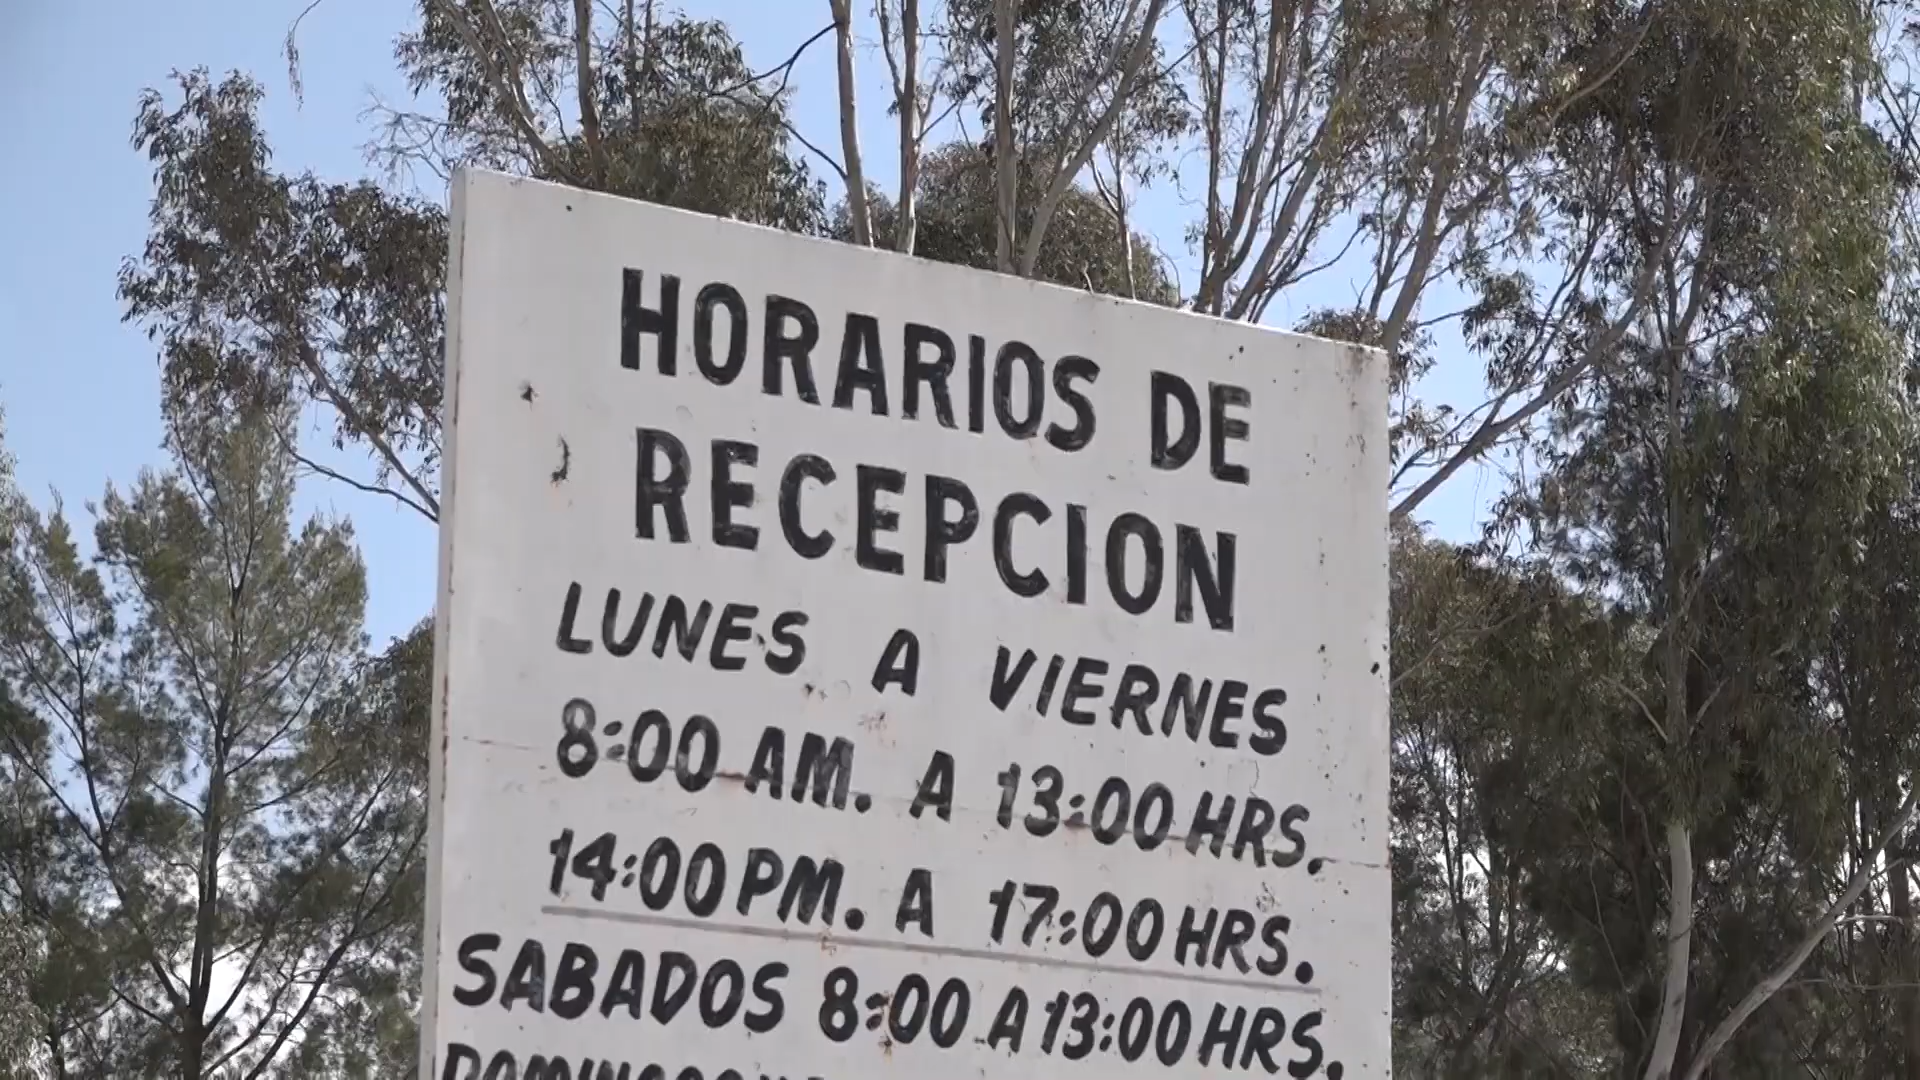 HORARIOS DE
RECEPCION
LUNES A VIERNES
8:00 AM. A 13:00 HRS.
14:00 PM. A 17:00 HRS.
SABADOS 8:00 A 13:00 HRS.